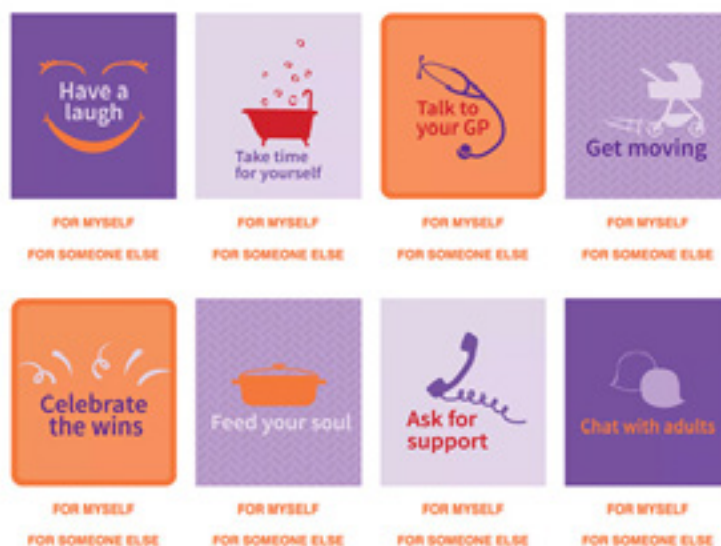 Have a
laugh
Take time
for yourself
Talk to
your GP
Get moving
FOR MYSELF
FOR MYSELF
FOR MYSELF
FOR MYSELF
FOR SOMEONE ELSE
FOR SOMEONE ELSE
FOR SOMEONE ELSE
FOR SOMEONE ELSE
Celebrate
the wins
Feed your soul
Ask for
support
Chat with adults
FOR MYSELF
FOR MYSELF
FOR MYSELF
FOR MYSELF
FOR SOMEONE ELSE
FOR SOMEONE ELSE
FOR SOMEONE ELSE
FOR SOMEONE ELSE